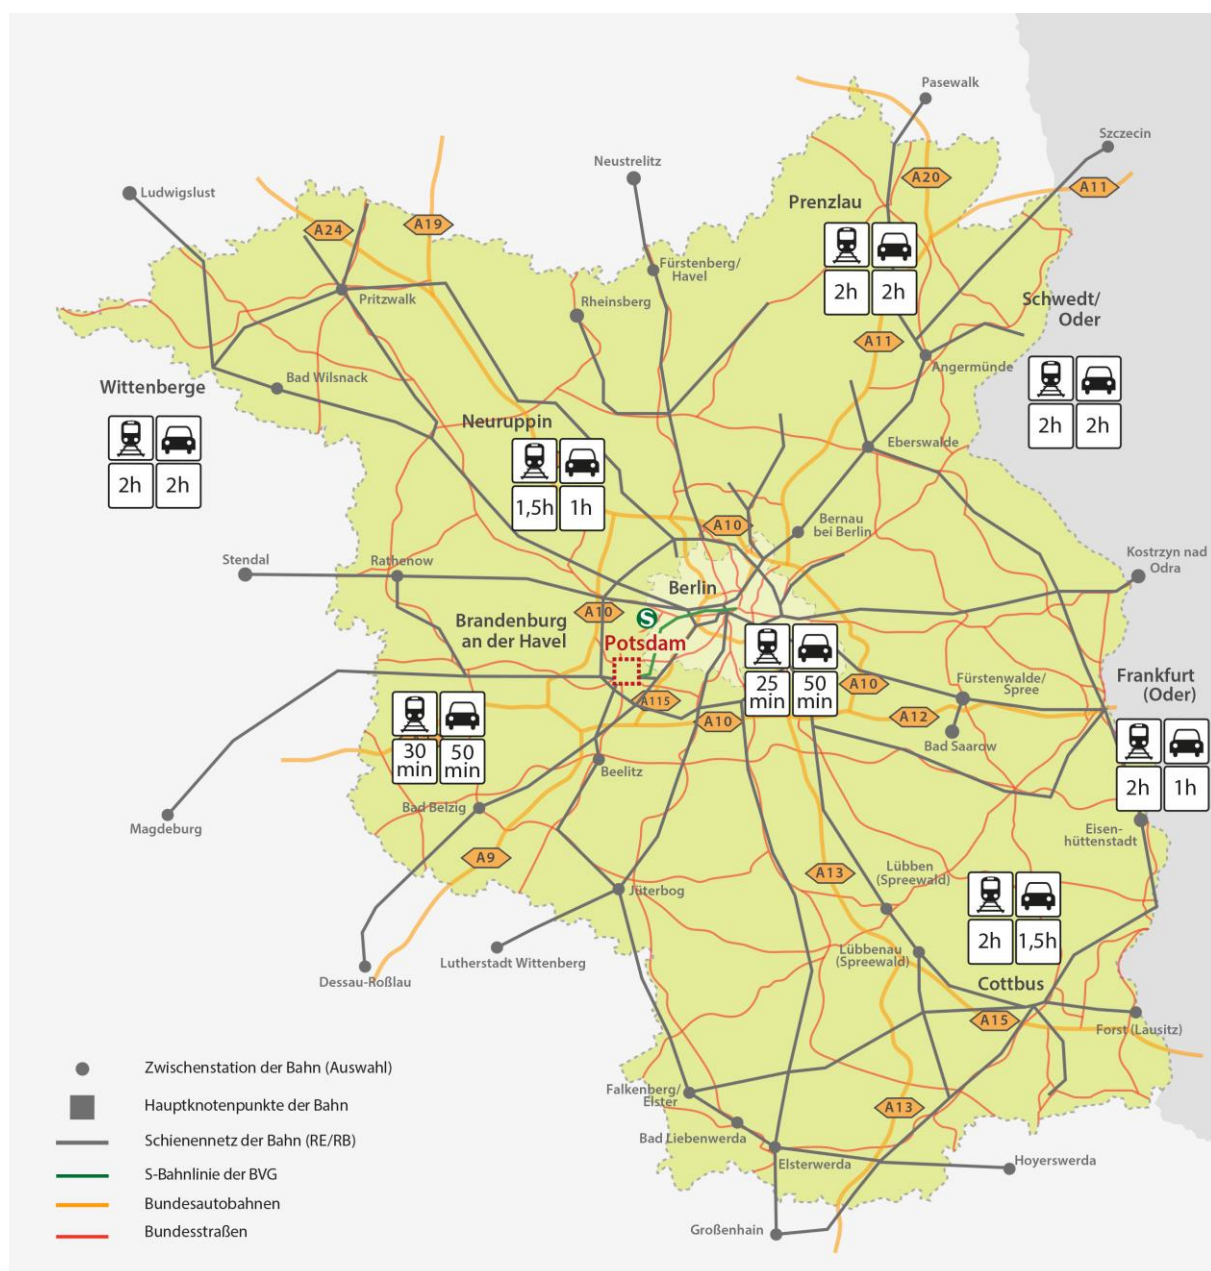 Pasewalk
Szczecin
Neustrelitz
A20
A11
Ludwigslust
Prenzlau
A19
A24
Fürstenberg/
Havel
2h
2h
Pritzwalk
Rheinsberg
Schwedt/
Oder
A11
Angermünde
Wittenberge
Bad Wilsnack
2h
2h
Neuruppin
Eberswalde
2h
2h
1,5h
1h
A10
Bernau
bei Berlin
Stendal
Rathenow
Kostrzyn nad
Odra
Berlin
A10
Brandenburg
an der Havel
S
Potsdam
25
min
50
min
A10
Fürstenwalde/
Spree
Frankfurt
(Oder)
A115
A10
A12
Bad Saarow
30
min
50
min
2h
1h
Beelitz
Bad Belzig
Magdeburg
Eisen-
hüttenstadt
A9
A13
Lübben
(Spreewald)
Jüterbog
2h
1,5h
Lutherstadt Wittenberg
Lübbenau
(Spreewald)
Dessau-Roßlau
Cottbus
A15
Forst (Lausitz)
Zwischenstation der Bahn (Auswahl)
Falkenberg/
Elster
Hauptknotenpunkte der Bahn
A13
Bad Liebenwerda
Schienennetz der Bahn (RE/RB)
Elsterwerda
Hoyerswerda
S-Bahnlinie der BVG
Bundesautobahnen
Großenhain
Bundesstraßen